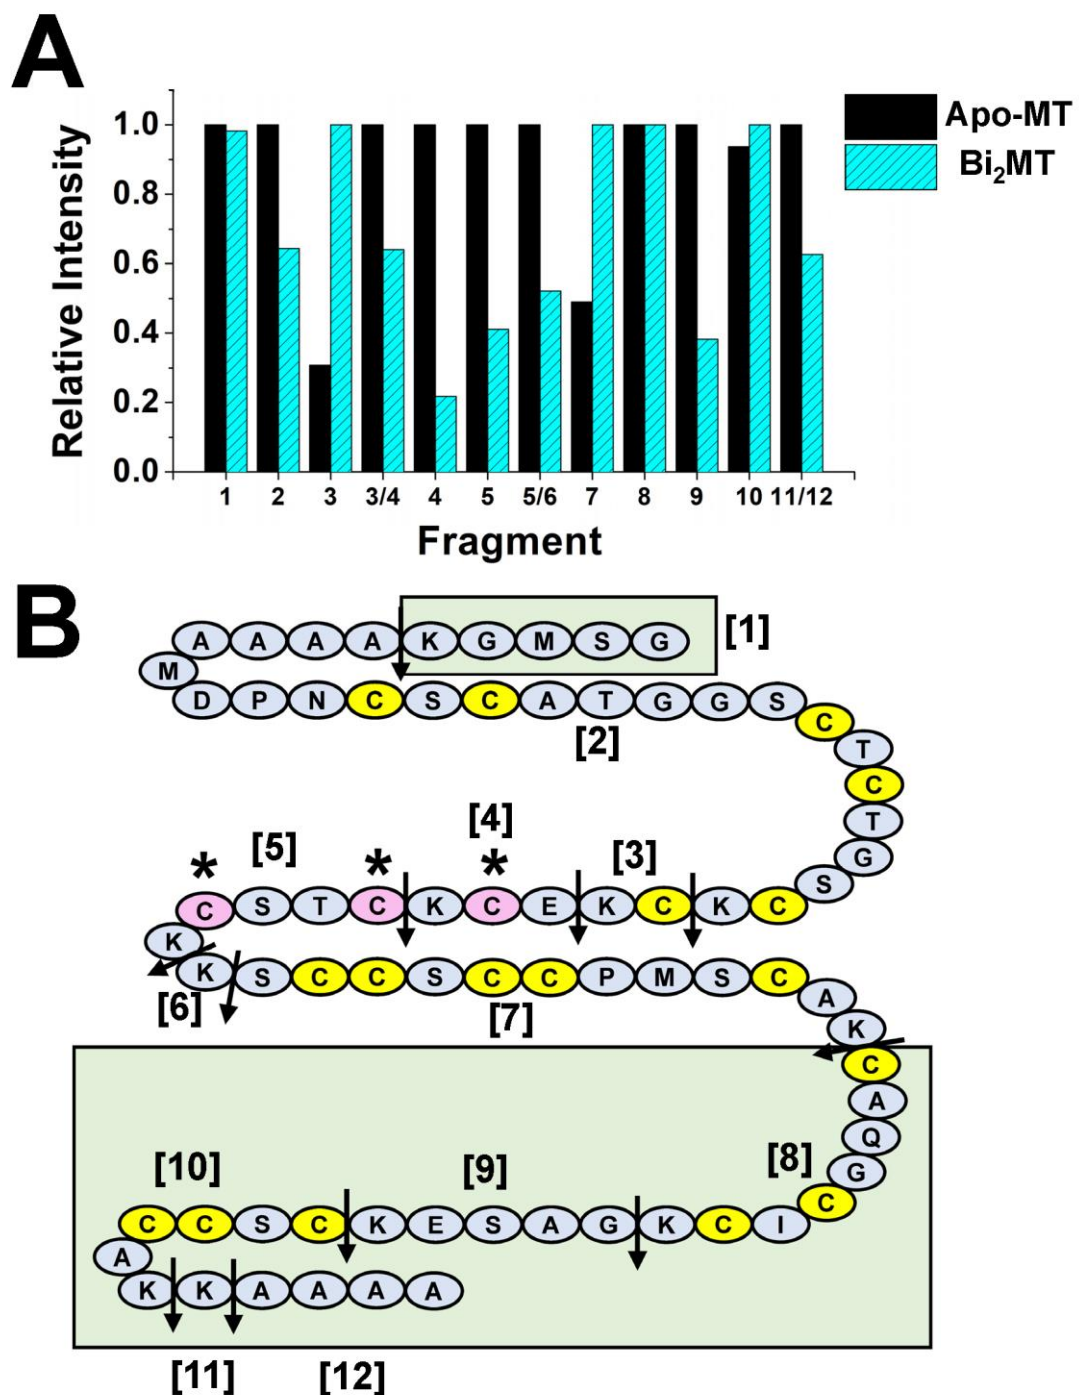 A
Relative Intensity
1.0
0.8
0.6
0.4
0.2
0.0
1 2 3 3/4 4 5 5/6 7 8 9 10 11/12
Fragment
Apo-MT
Bi₂MT
B
A A A A K G M S G [1]
M
D P N C S C A T G G S C
[2]
T
C
T
G
[4]
[5] [3]
* * *
S
C S T C K C E K C K C
K
K S C C S C C P M S C A
[6] [7]
K
C
A
Q
G
[10] [9] [8]
C
C C S C K E S A G K C I
A
K K A A A A
[11] [12]